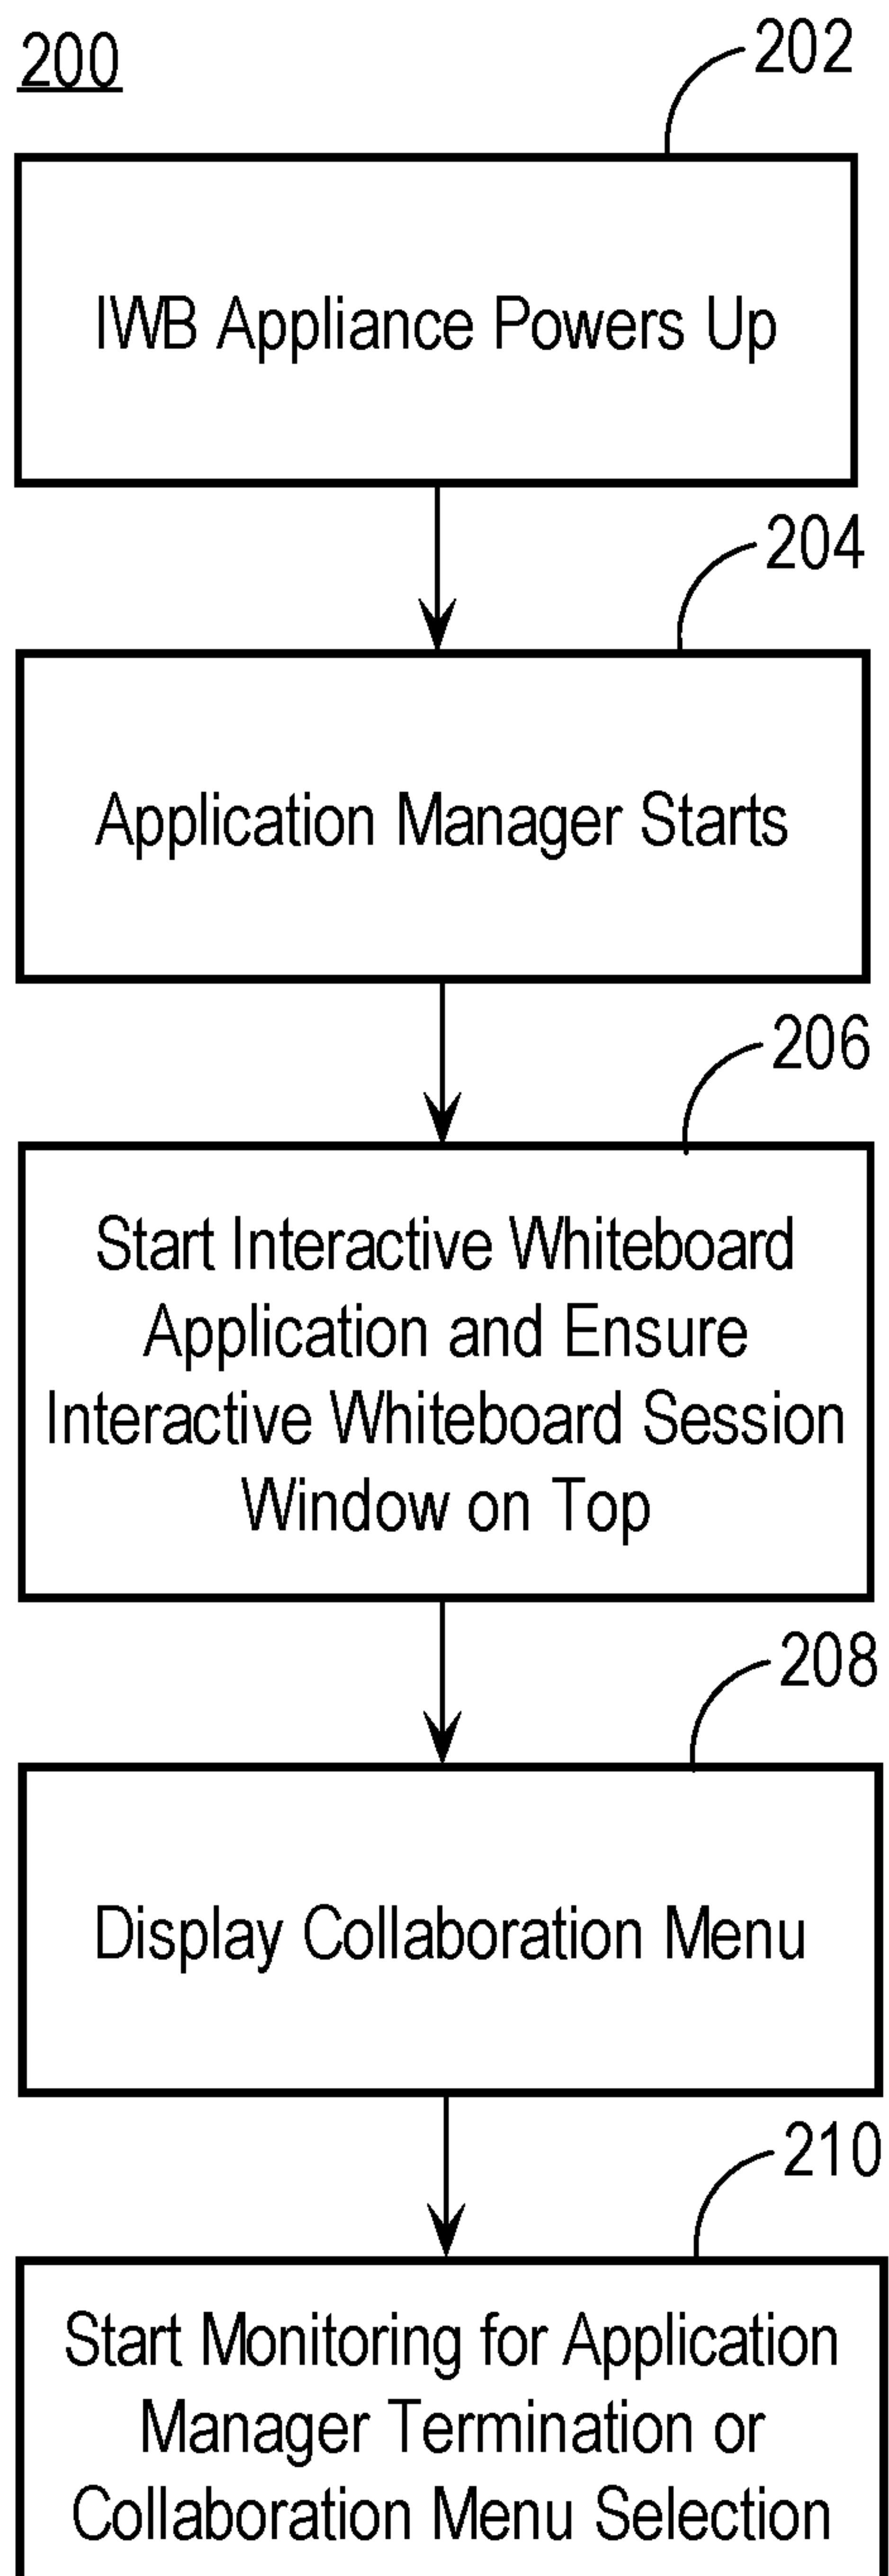 200
202
IWB Appliance Powers Up
204
Application Manager Starts
206
Start Interactive Whiteboard
Application and Ensure
Interactive Whiteboard Session
Window on Top
208
Display Collaboration Menu
210
Start Monitoring for Application
Manager Termination or
Collaboration Menu Selection